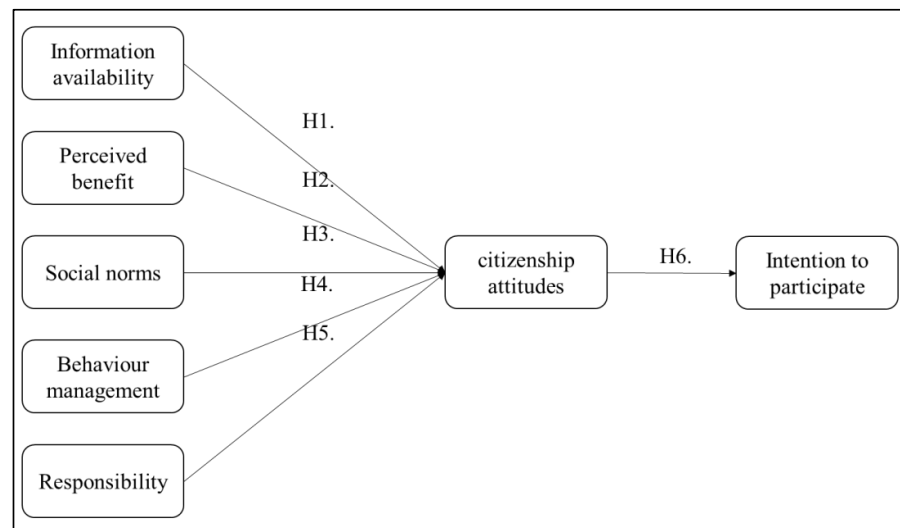 Information
availability
H1.
Perceived
benefit
H2.
H3.
Social norms
H4.
Behaviour
management
H5.
Responsibility
citizenship
attitudes
H6.
Intention to
participate